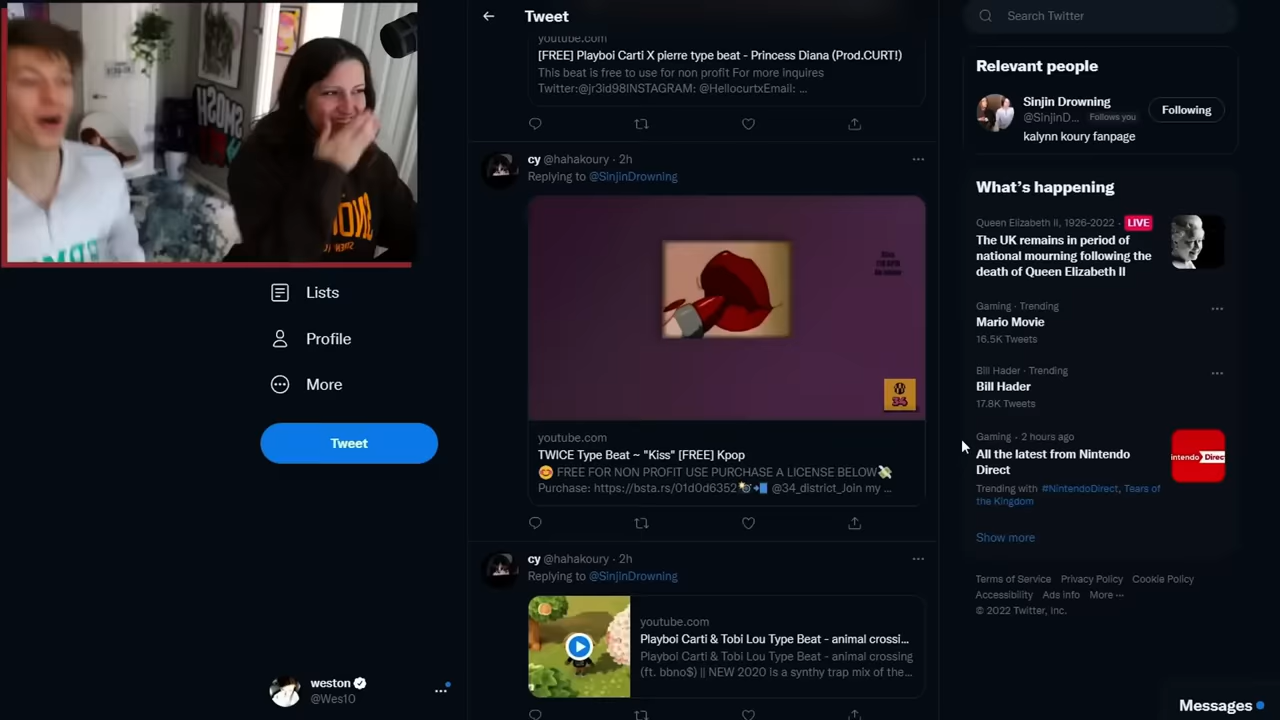 Tweet
Search Twitter
youtube.com
[FREE] Playboi Carti X pierre type beat - Princess Diana (Prod.CURT!)
This beat is free to use for non profit For more inquires
Twitter:@jr3id98INSTAGRAM: @HellocurtxEmail: ...
cy @hahakoury · 2h
Replying to @SinjinDrowning
34
youtube.com
TWICE Type Beat ~ "Kiss" [FREE] Kpop
😊 FREE FOR NON PROFIT USE PURCHASE A LICENSE BELOW💸
Purchase: https://bsta.rs/01d0d6352📸📲 @34_district_Join my ...
cy @hahakoury · 2h
Replying to @SinjinDrowning
youtube.com
Playboi Carti & Tobi Lou Type Beat - animal crossi...
Playboi Carti & Tobi Lou Type Beat - animal crossing
(ft. bbno$) || NEW 2020 Is a synthy trap mix of the...
Lists
Profile
More
Tweet
weston
@Wes10
Relevant people
Sinjin Drowning
@SinjinD... Follows you
Following
kalynn koury fanpage
What's happening
Queen Elizabeth II, 1926-2022 · LIVE
The UK remains in period of
national mourning following the
death of Queen Elizabeth II
Gaming · Trending
Mario Movie
16.5K Tweets
Bill Hader · Trending
Bill Hader
17.8K Tweets
Gaming · 2 hours ago
All the latest from Nintendo
Direct
intendo Direc
Trending with #NintendoDirect, Tears of
the Kingdom
Show more
Terms of Service Privacy Policy Cookie Policy
Accessibility Ads info More ···
© 2022 Twitter, Inc.
Messages